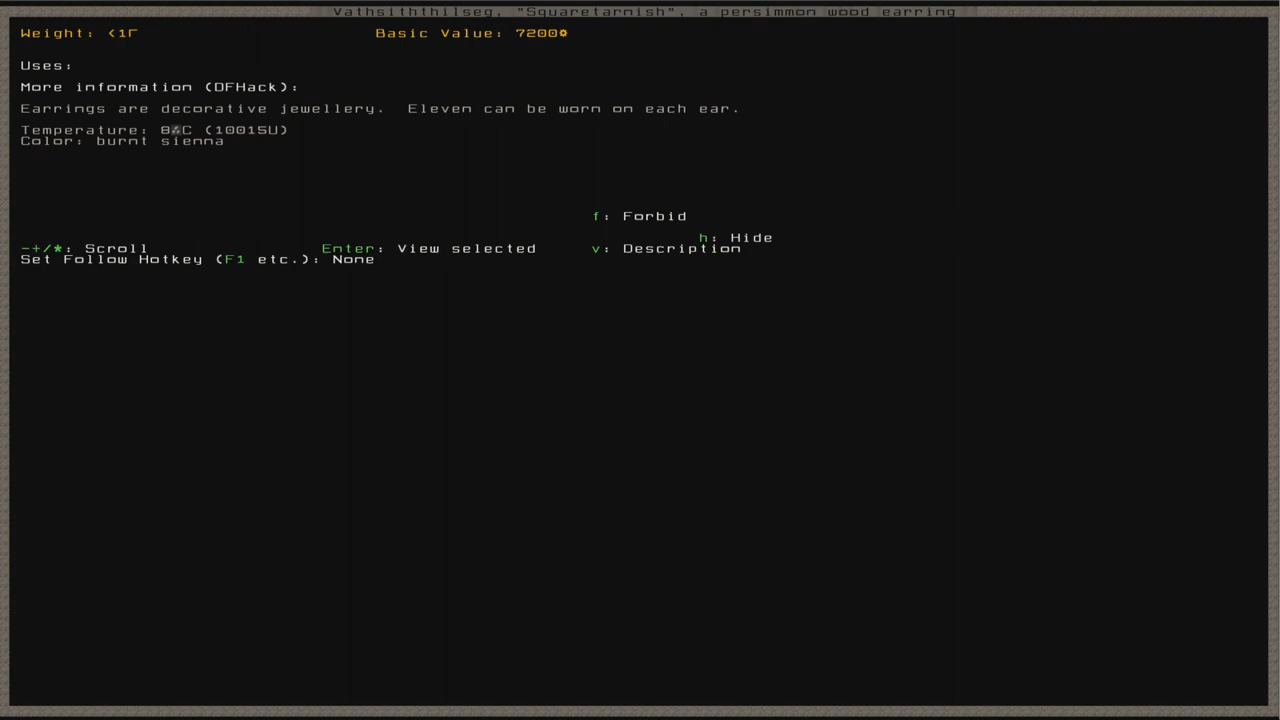 Vathsiththilseg, "Squaretarnish", a persimmon wood earring
Weight: <1Γ Basic Value: 7200☼
Uses:
More information (DFHack):
Earrings are decorative jewellery. Eleven can be worn on each ear.
Temperature: (10015U)
Color: burnt sienna
f: Forbid
h: Hide
-+/*: Scroll Enter: View selected v: Description
Set Follow Hotkey (F1 etc.): None